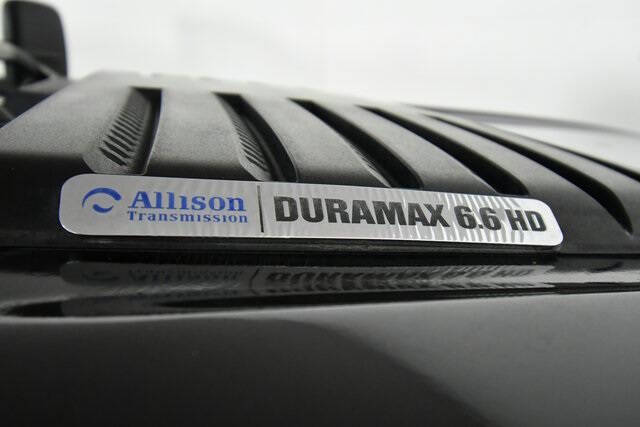 Allison
Transmission
DURAMAX 6.6 HD